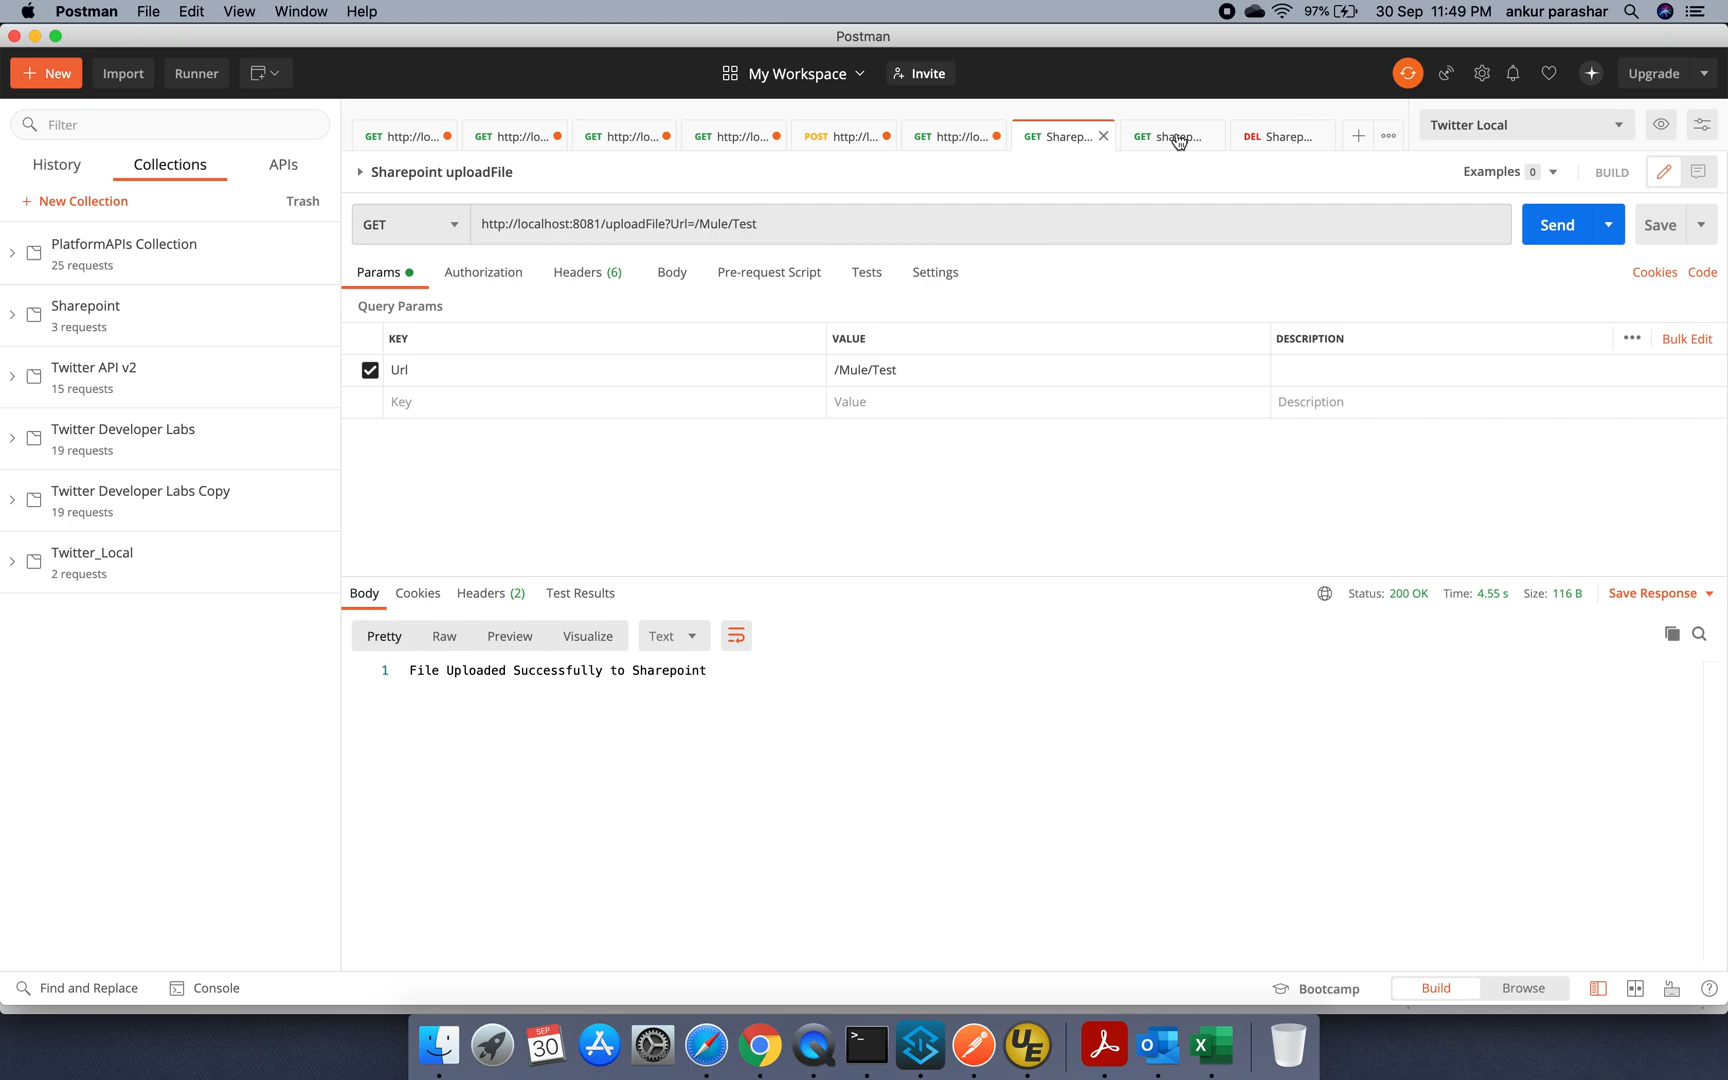 Postman File Edit View Window Help 97% 30 Sep 11:49 PM ankur parashar
Postman
New Import Runner My Workspace Invite Upgrade
Filter
GET http://lo... GET http://lo... GET http://lo... GET http://lo... POST http://l... GET http://lo... GET Sharep... GET DEL Sharep... Twitter Local
History Collections APIs
Sharepoint uploadFile Examples 0 BUILD
+ New Collection Trash
GET http://localhost:8081/uploadFile?Url=/Mule/Test Send Save
PlatformAPIs Collection
25 requests
Params Authorization Headers (6) Body Pre-request Script Tests Settings Cookies Code
Sharepoint
3 requests
Query Params
KEY VALUE DESCRIPTION Bulk Edit
Url /Mule/Test
Key Value Description
Twitter API v2
15 requests
Twitter Developer Labs
19 requests
Twitter Developer Labs Copy
19 requests
Twitter_Local
2 requests
Body Cookies Headers (2) Test Results Status: 200 OK Time: 4.55 s Size: 116 B Save Response
Pretty Raw Preview Visualize Text
1 File Uploaded Successfully to Sharepoint
Find and Replace Console Bootcamp Build Browse
SEP
30